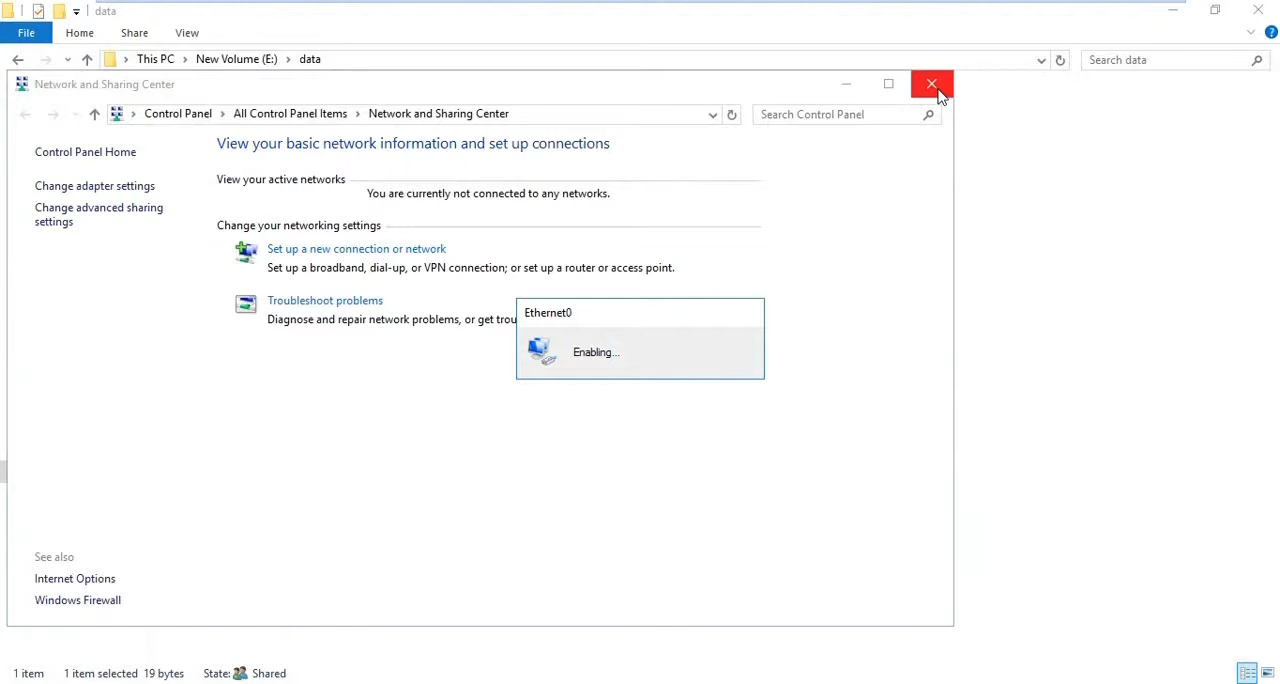 data
File Home Share View
This PC New Volume (E:) data
Search data
Network and Sharing Center
Control Panel All Control Panel Items Network and Sharing Center
Search Control Panel
Control Panel Home
Change adapter settings
Change advanced sharing
settings
View your basic network information and set up connections
View your active networks
You are currently not connected to any networks.
Change your networking settings
Set up a new connection or network
Set up a broadband, dial-up, or VPN connection; or set up a router or access point.
Troubleshoot problems
Diagnose and repair network problems, or get trou
Ethernet0
Enabling...
See also
Internet Options
Windows Firewall
1 item 1 item selected 19 bytes State: Shared